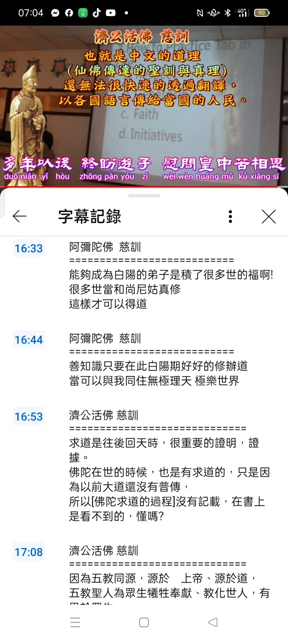 07:04
90
濟公活佛 慈訓
也就是中文的道理
(仙佛傳達的聖訓與真理)
還無法很快速的透過翻譯，
以各國語言傳給當國的人民。
c. Faith
d. Initiatives
多年以後 終盼遊子 慰問皇中苦相思
duō nián yǐ hòu zhōng pàn yóu zǐ wèi wèn huáng mǔ kǔ xiāng sī
字幕記錄
16:33
阿彌陀佛 慈訓
===========================
能夠成為白陽的弟子是積了很多世的福啊!
很多世當和尚尼姑真修
這樣才可以得道
16:44
阿彌陀佛 慈訓
===========================
善知識只要在此白陽期好好的修辦道
當可以與我同住無極理天 極樂世界
16:53
濟公活佛 慈訓
=============================
求道是往後回天時，很重要的證明，證
據。
佛陀在世的時候，也是有求道的，只是因
為以前大道還沒有普傳，
所以[佛陀求道的過程]沒有記載，在書上
是看不到的，懂嗎?
17:08
濟公活佛 慈訓
=============================
因為五教同源，源於 上帝、源於道，
五教聖人為眾生犧牲奉獻、教化世人，有